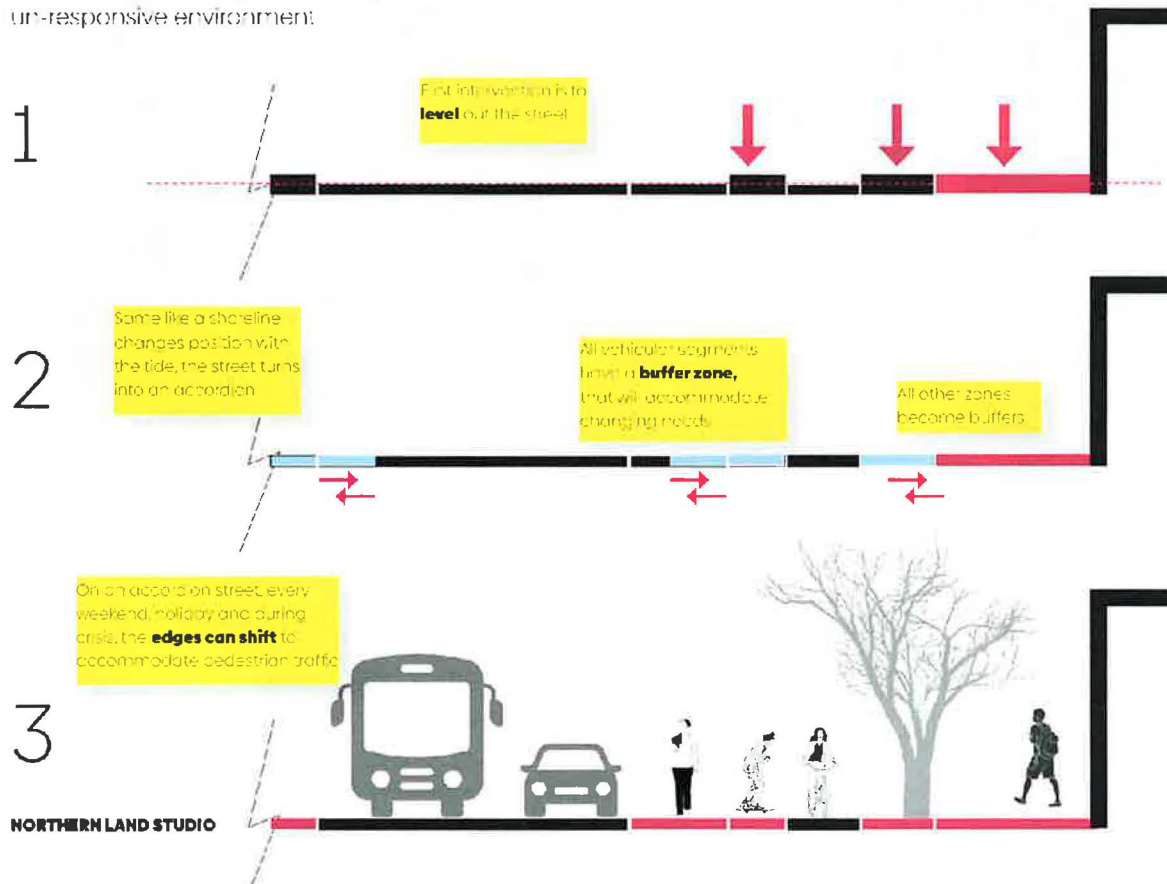 un-responsive environment
1
First intervention is to
level out the street
2
Same like a shoreline
changes position with
the tide, the street turns
into an accordion
All vehicular segments
have a buffer zone,
that will accommodate
changing needs
All other zones
become buffers
On an accordion street, every
weekend, holiday and during
crisis, the edges can shift to
accommodate pedestrian traffic
3
NORTHERN LAND STUDIO